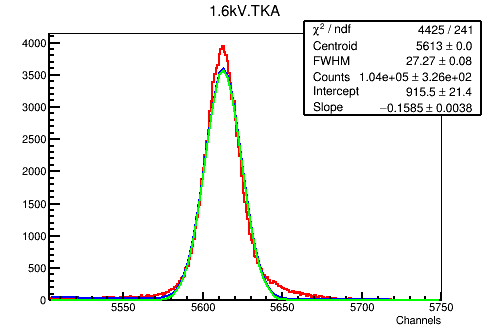 1.6kV.TKA
χ² / ndf 4425 / 241
Centroid 5613 ± 0.0
FWHM 27.27 ± 0.08
Counts 1.04e+05 ± 3.26e+02
Intercept 915.5 ± 21.4
Slope −0.1585 ± 0.0038
4000
3500
3000
2500
2000
1500
1000
500
0
5550 5600 5650 5700 5750
Channels